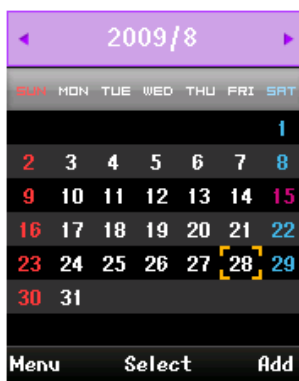 2009/8
SUN MON TUE WED THU FRI SAT
1
2 3 4 5 6 7 8
9 10 11 12 13 14 15
16 17 18 19 20 21 22
23 24 25 26 27 28 29
30 31
Menu Select Add